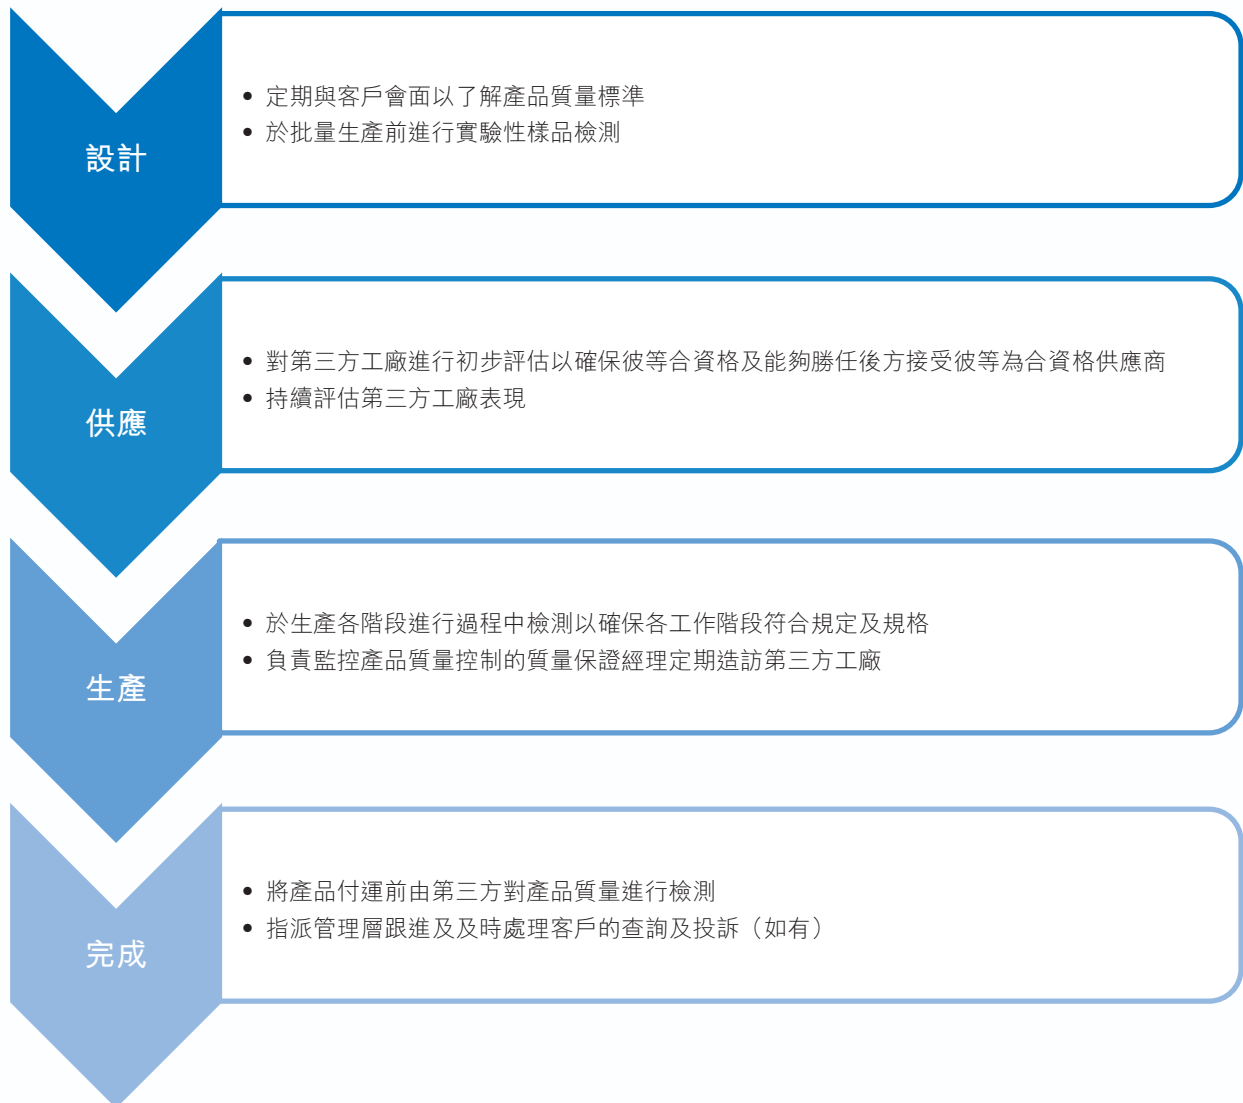 設計
• 定期與客戶會面以了解產品質量標準
• 於批量生產前進行實驗性樣品檢測
供應
• 對第三方工廠進行初步評估以確保彼等合資格及能夠勝任後方接受彼等為合資格供應商
• 持續評估第三方工廠表現
生產
• 於生產各階段進行過程中檢測以確保各工作階段符合規定及規格
• 負責監控產品質量控制的質量保證經理定期造訪第三方工廠
完成
• 將產品付運前由第三方對產品質量進行檢測
• 指派管理層跟進及及時處理客戶的查詢及投訴（如有）